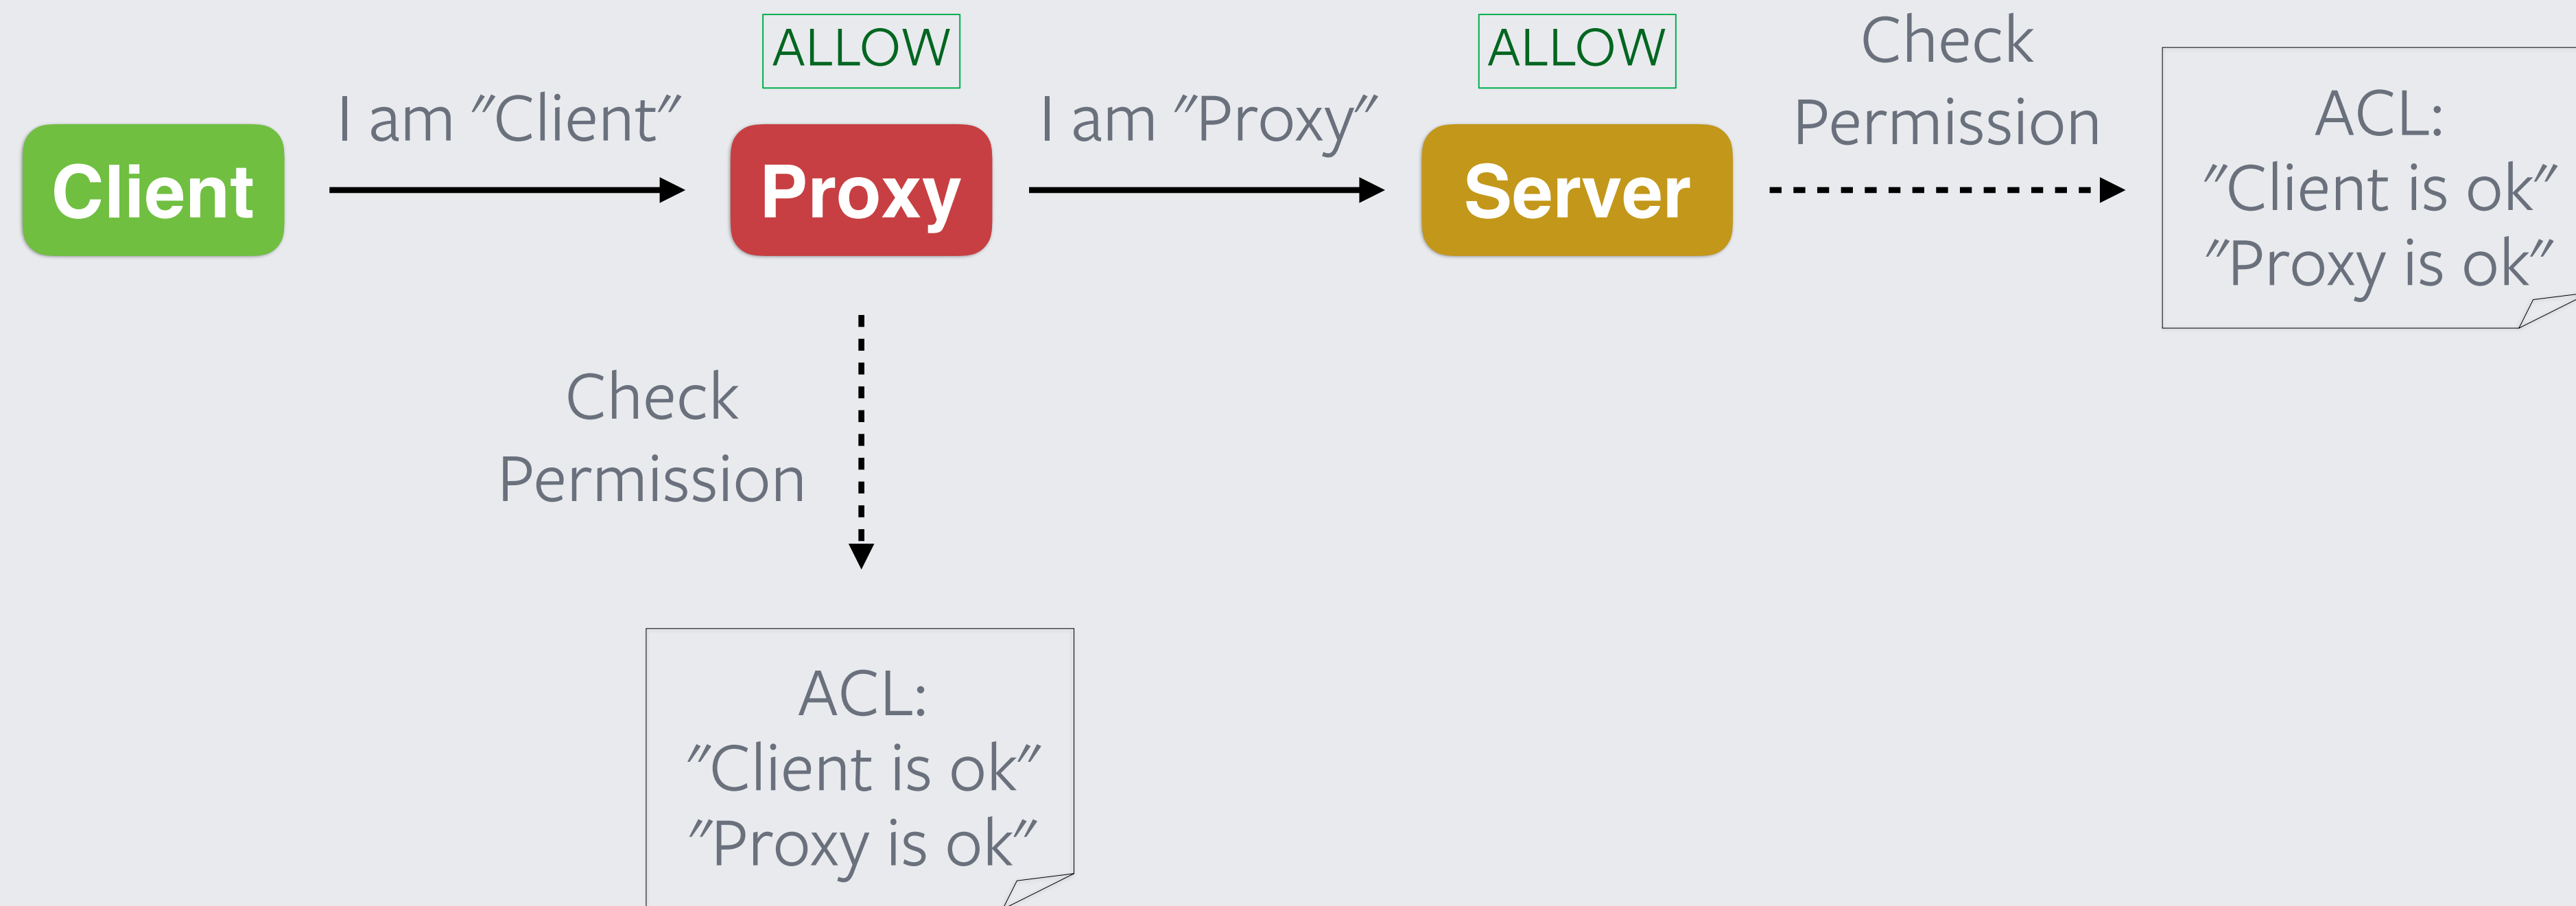 ALLOW
ALLOW
Check
Permission
I am "Client"
I am "Proxy"
Client
Proxy
Server
ACL:
"Client is ok"
"Proxy is ok"
Check
Permission
ACL:
"Client is ok"
"Proxy is ok"